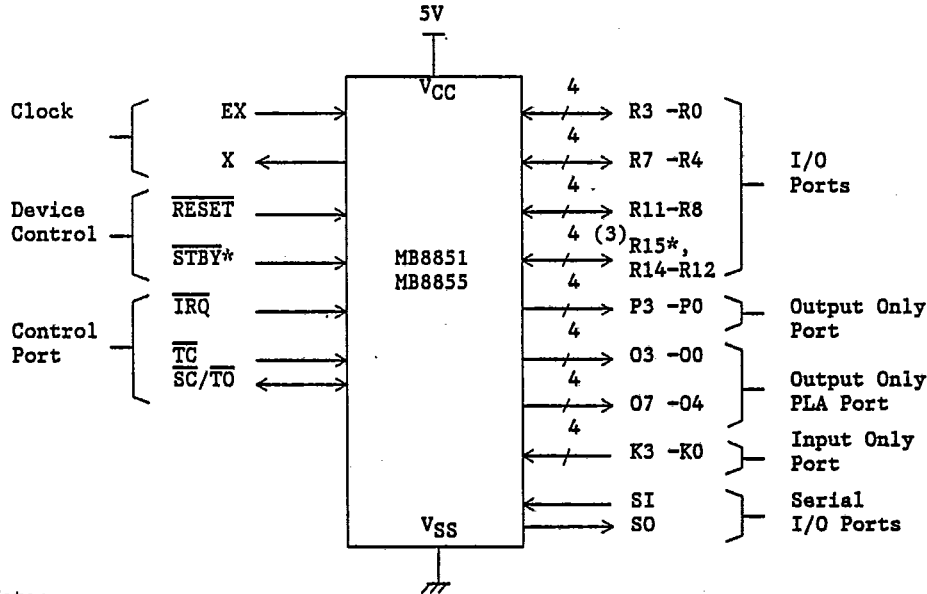 5V
VCC
Clock
EX
X
Device
Control
RESET
STBY*
Control
Port
IRQ
TC
SC/TO
MB8851
MB8855
VSS
4
R3 -R0
4
R7 -R4
4
R11-R8
4 (3)
R15*,
R14-R12
I/O
Ports
4
P3 -P0
Output Only
Port
4
O3 -O0
4
O7 -O4
Output Only
PLA Port
4
K3 -K0
Input Only
Port
SI
SO
Serial
I/O Ports